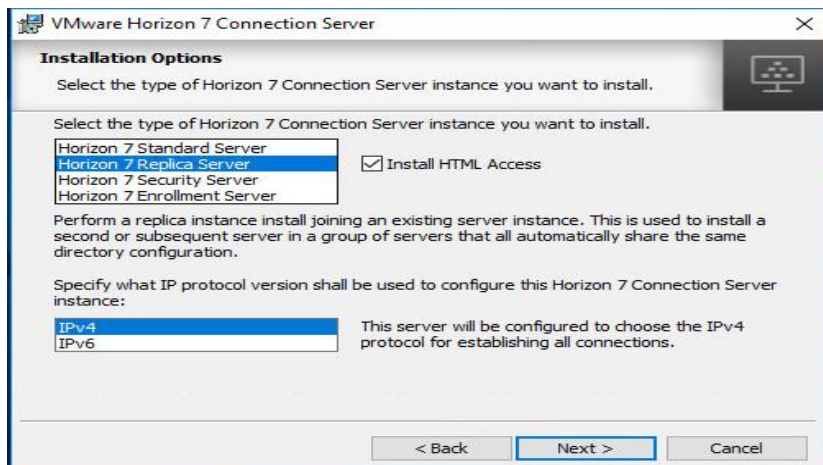 VMware Horizon 7 Connection Server
Installation Options
Select the type of Horizon 7 Connection Server instance you want to install.
Select the type of Horizon 7 Connection Server instance you want to install.
Horizon 7 Standard Server
Horizon 7 Replica Server
Horizon 7 Security Server
Horizon 7 Enrollment Server
Install HTML Access
Perform a replica instance install joining an existing server instance. This is used to install a
second or subsequent server in a group of servers that all automatically share the same
directory configuration.
Specify what IP protocol version shall be used to configure this Horizon 7 Connection Server
instance:
IPv4
IPv6
This server will be configured to choose the IPv4
protocol for establishing all connections.
< Back
Next >
Cancel